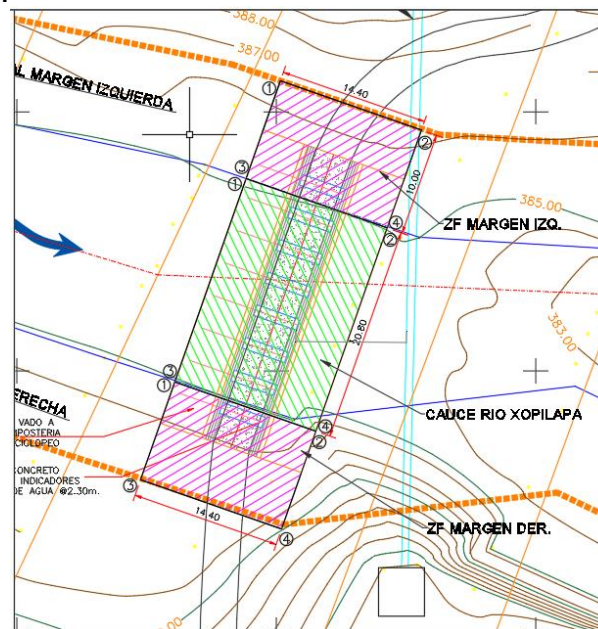 388.00
387.00
AL MARGEN IZQUIERDA
14.40
1
2
3
1
10.00
4
2
385.00
ZF MARGEN IZQ.
20.80
383.00
ERECHA
3
1
CAUCE RIO XOPILAPA
VADO A
MPOSTERIA
CICLOPEO
4
2
CONCRETO
INDICADORES
DE AGUA @2.30m.
3
14.40
4
ZF MARGEN DER.